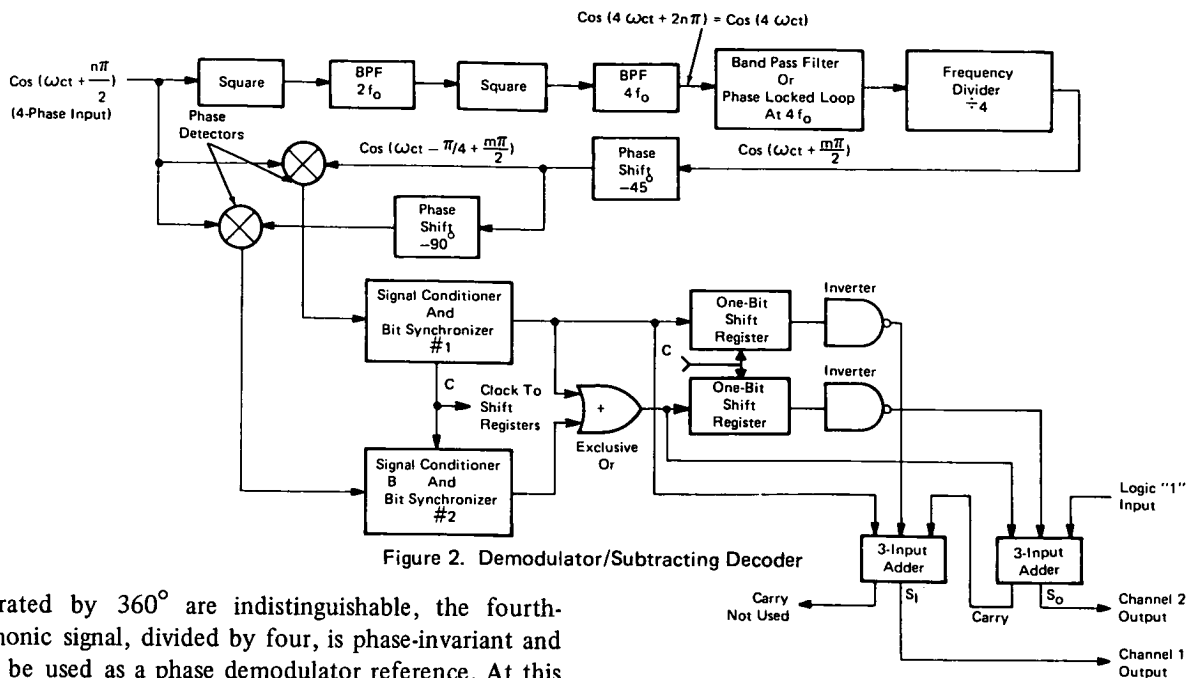 Cos (4 ωct + 2nπ) = Cos (4 ωct)
Cos (ωct + nπ/2)
(4-Phase Input)
Square
BPF
2fo
Square
BPF
4fo
Band Pass Filter
Or
Phase Locked Loop
At 4fo
Frequency
Divider
÷4
Phase
Detectors
Cos (ωct − π/4 + mπ/2)
Phase
Shift
−45°
Cos (ωct + mπ/2)
Phase
Shift
−90°
Signal Conditioner
And
Bit Synchronizer
#1
One-Bit
Shift
Register
Inverter
C
C
Clock To
Shift
Registers
+
Exclusive
Or
One-Bit
Shift
Register
Inverter
Signal Conditioner
B And
Bit Synchronizer
#2
Logic "1"
Input
3-Input
Adder
3-Input
Adder
Figure 2. Demodulator/Subtracting Decoder
Carry
Not Used
S1
Carry
So
Channel 2
Output
Channel 1
Output
rated by 360° are indistinguishable, the fourth-
nonic signal, divided by four, is phase-invariant and
be used as a phase demodulator reference. At this